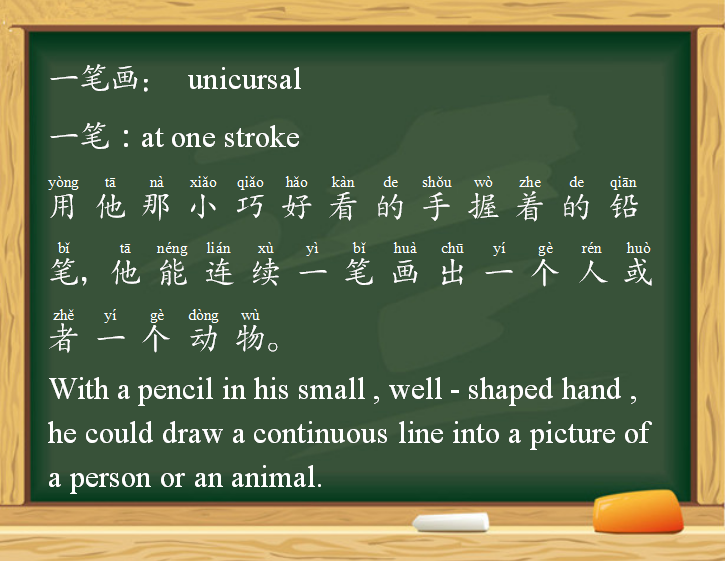 一笔画： unicursal
一笔：at one stroke
yòng tā nà xiǎo qiǎo hǎo kàn de shǒu wò zhe de qiān
用他那小巧好看的手握着的铅
bǐ tā néng lián xù yì bǐ huà chū yí gè rén huò
笔，他能连续一笔画出一个人或
zhě yí gè dòng wù
者一个动物。
With a pencil in his small , well - shaped hand ,
he could draw a continuous line into a picture of
a person or an animal.